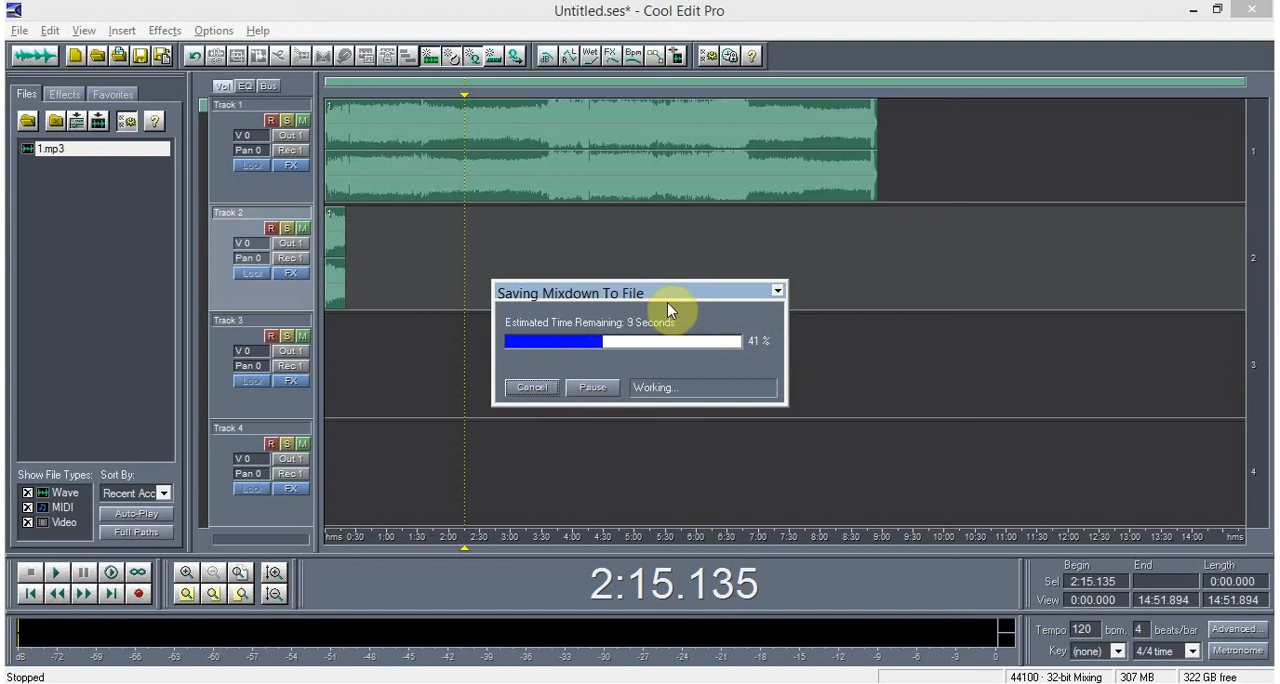 Untitled.ses* - Cool Edit Pro
File Edit View Insert Effects Options Help
Files Effects Favorites
1.mp3
Show File Types: Sort By:
Wave
MIDI
Video
Recent Acc
Auto-Play
Full Paths
Vol EQ Bus
Track 1
R S M
V 0 Out 1
Pan 0 Rec 1
Lock FX
Track 2
R S M
V 0 Out 1
Pan 0 Rec 1
Lock FX
Track 3
R S M
V 0 Out 1
Pan 0 Rec 1
Lock FX
Track 4
R S M
V 0 Out 1
Pan 0 Rec 1
Lock FX
1
2
3
4
Saving Mixdown To File
Estimated Time Remaining: 9 Seconds
41 %
Cancel Pause Working...
hms 0:30 1:00 1:30 2:00 2:30 3:00 3:30 4:00 4:30 5:00 5:30 6:00 6:30 7:00 7:30 8:00 8:30 9:00 9:30 10:00 10:30 11:00 11:30 12:00 12:30 13:00 13:30 14:00 hms
2:15.135
Begin End Length
Sel 2:15.135 0:00.000
View 0:00.000 14:51.894 14:51.894
dB -72 -69 -66 -63 -60 -57 -54 -51 -48 -45 -42 -39 -36 -33 -30 -27 -24 -21 -18 -15 -12 -9 -6 -3 0
Tempo 120 bpm, 4 beats/bar Advanced...
Key (none) 4/4 time Metronome
Stopped
44100 · 32-bit Mixing 307 MB 322 GB free